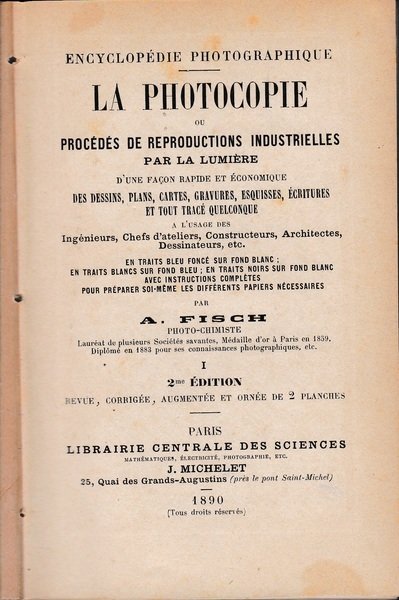 ENCYCLOPÉDIE PHOTOGRAPHIQUE
LA PHOTOCOPIE
OU
PROCÉDÉS DE REPRODUCTIONS INDUSTRIELLES
PAR LA LUMIÈRE
D'UNE FAÇON RAPIDE ET ÉCONOMIQUE
DES DESSINS, PLANS, CARTES, GRAVURES, ESQUISSES, ÉCRITURES
ET TOUT TRACÉ QUELCONQUE
A L'USAGE DES
Ingénieurs, Chefs d'ateliers, Constructeurs, Architectes,
Dessinateurs, etc.
EN TRAITS BLEU FONCÉ SUR FOND BLANC;
EN TRAITS BLANCS SUR FOND BLEU; EN TRAITS NOIRS SUR FOND BLANC
AVEC INSTRUCTIONS COMPLÈTES
POUR PRÉPARER SOI-MÊME LES DIFFÉRENTS PAPIERS NÉCESSAIRES
PAR
A. FISCH
PHOTO-CHIMISTE
Lauréat de plusieurs Sociétés savantes, Médaille d'or à Paris en 1859.
Diplômé en 1883 pour ses connaissances photographiques, etc.
I
2me ÉDITION
REVUE, CORRIGÉE, AUGMENTÉE ET ORNÉE DE 2 PLANCHES
PARIS
LIBRAIRIE CENTRALE DES SCIENCES
MATHÉMATIQUES, ÉLECTRICITÉ, PHOTOGRAPHIE, ETC.
J. MICHELET
25, Quai des Grands-Augustins (près le pont Saint-Michel)
1890
(Tous droits réservés)